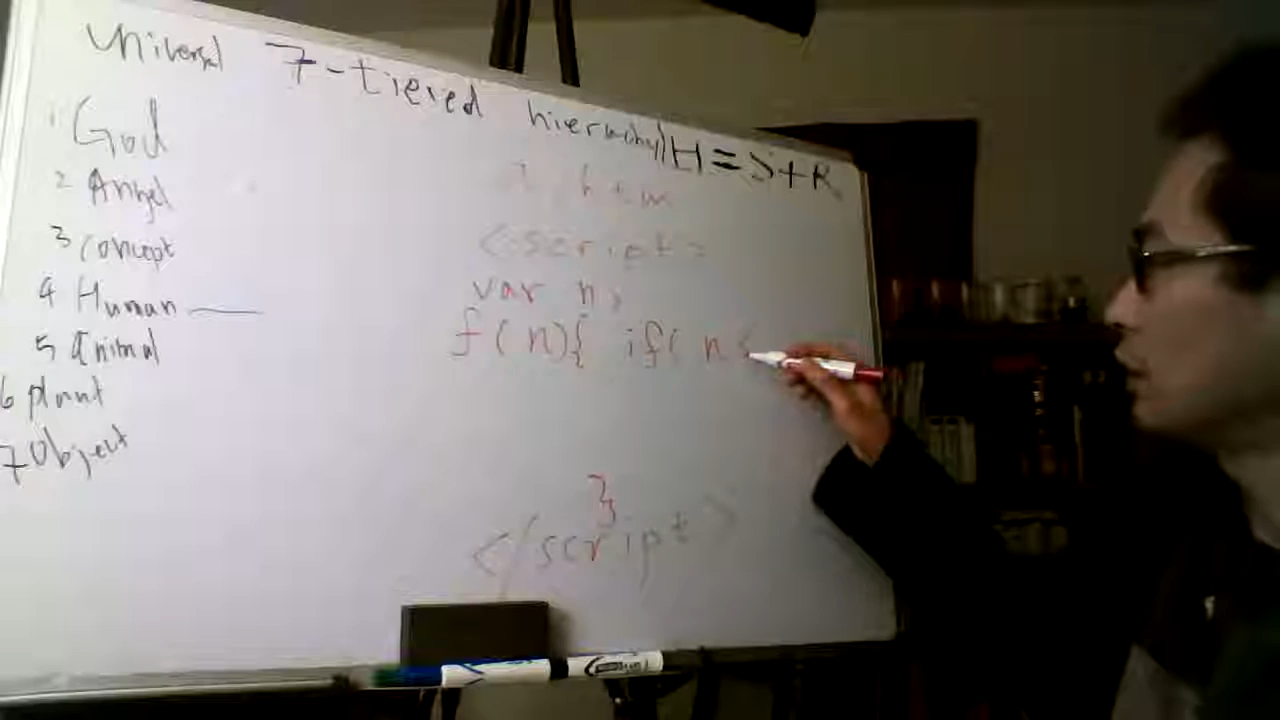 Universal 7-tiered hierarchy H = S+R
1 God
2 Angel
3 concept
4 Human
5 Animal
6 plant
7 Object
htm
<script>
var n;
f(n){ if( n <
}
</script>